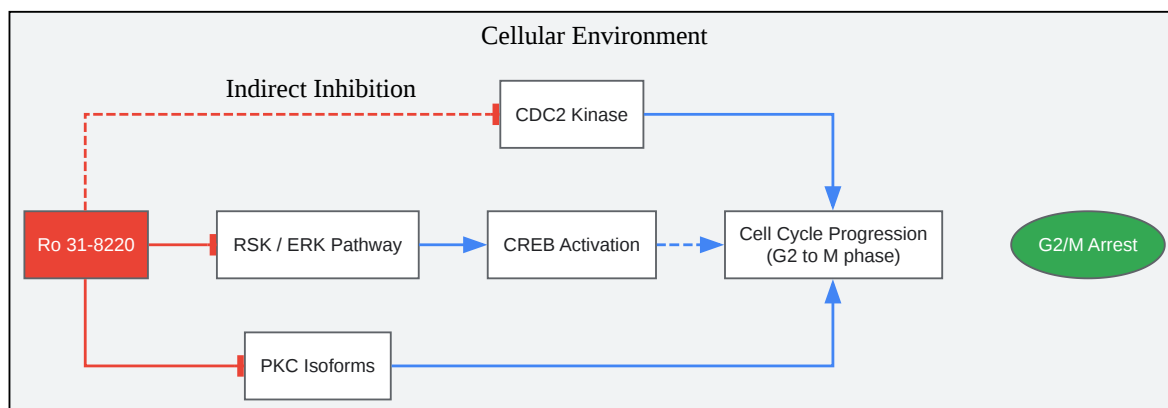 Cellular Environment
Indirect Inhibition
CDC2 Kinase
Ro 31-8220
RSK / ERK Pathway
CREB Activation
Cell Cycle Progression
(G2 to M phase)
G2/M Arrest
PKC Isoforms